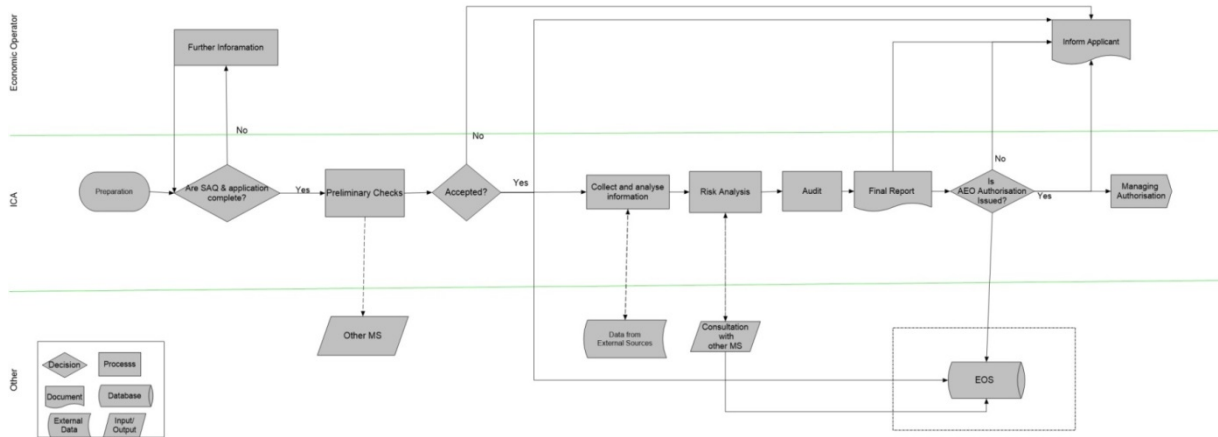 Economic Operator
Further Inforamation
Inform Applicant
No
No
ICA
Preparation
Are SAQ & application
complete?
Yes
Preliminary Checks
Accepted?
Yes
Collect and analyse
information
Risk Analysis
Audit
Final Report
No
Is
AEO Authorisation
Issued?
Yes
Managing
Authorisation
Other
Other MS
Data from
External Sources
Consultation
with
other MS
EOS
Decision
Processs
Document
Database
External
Data
Input/
Output